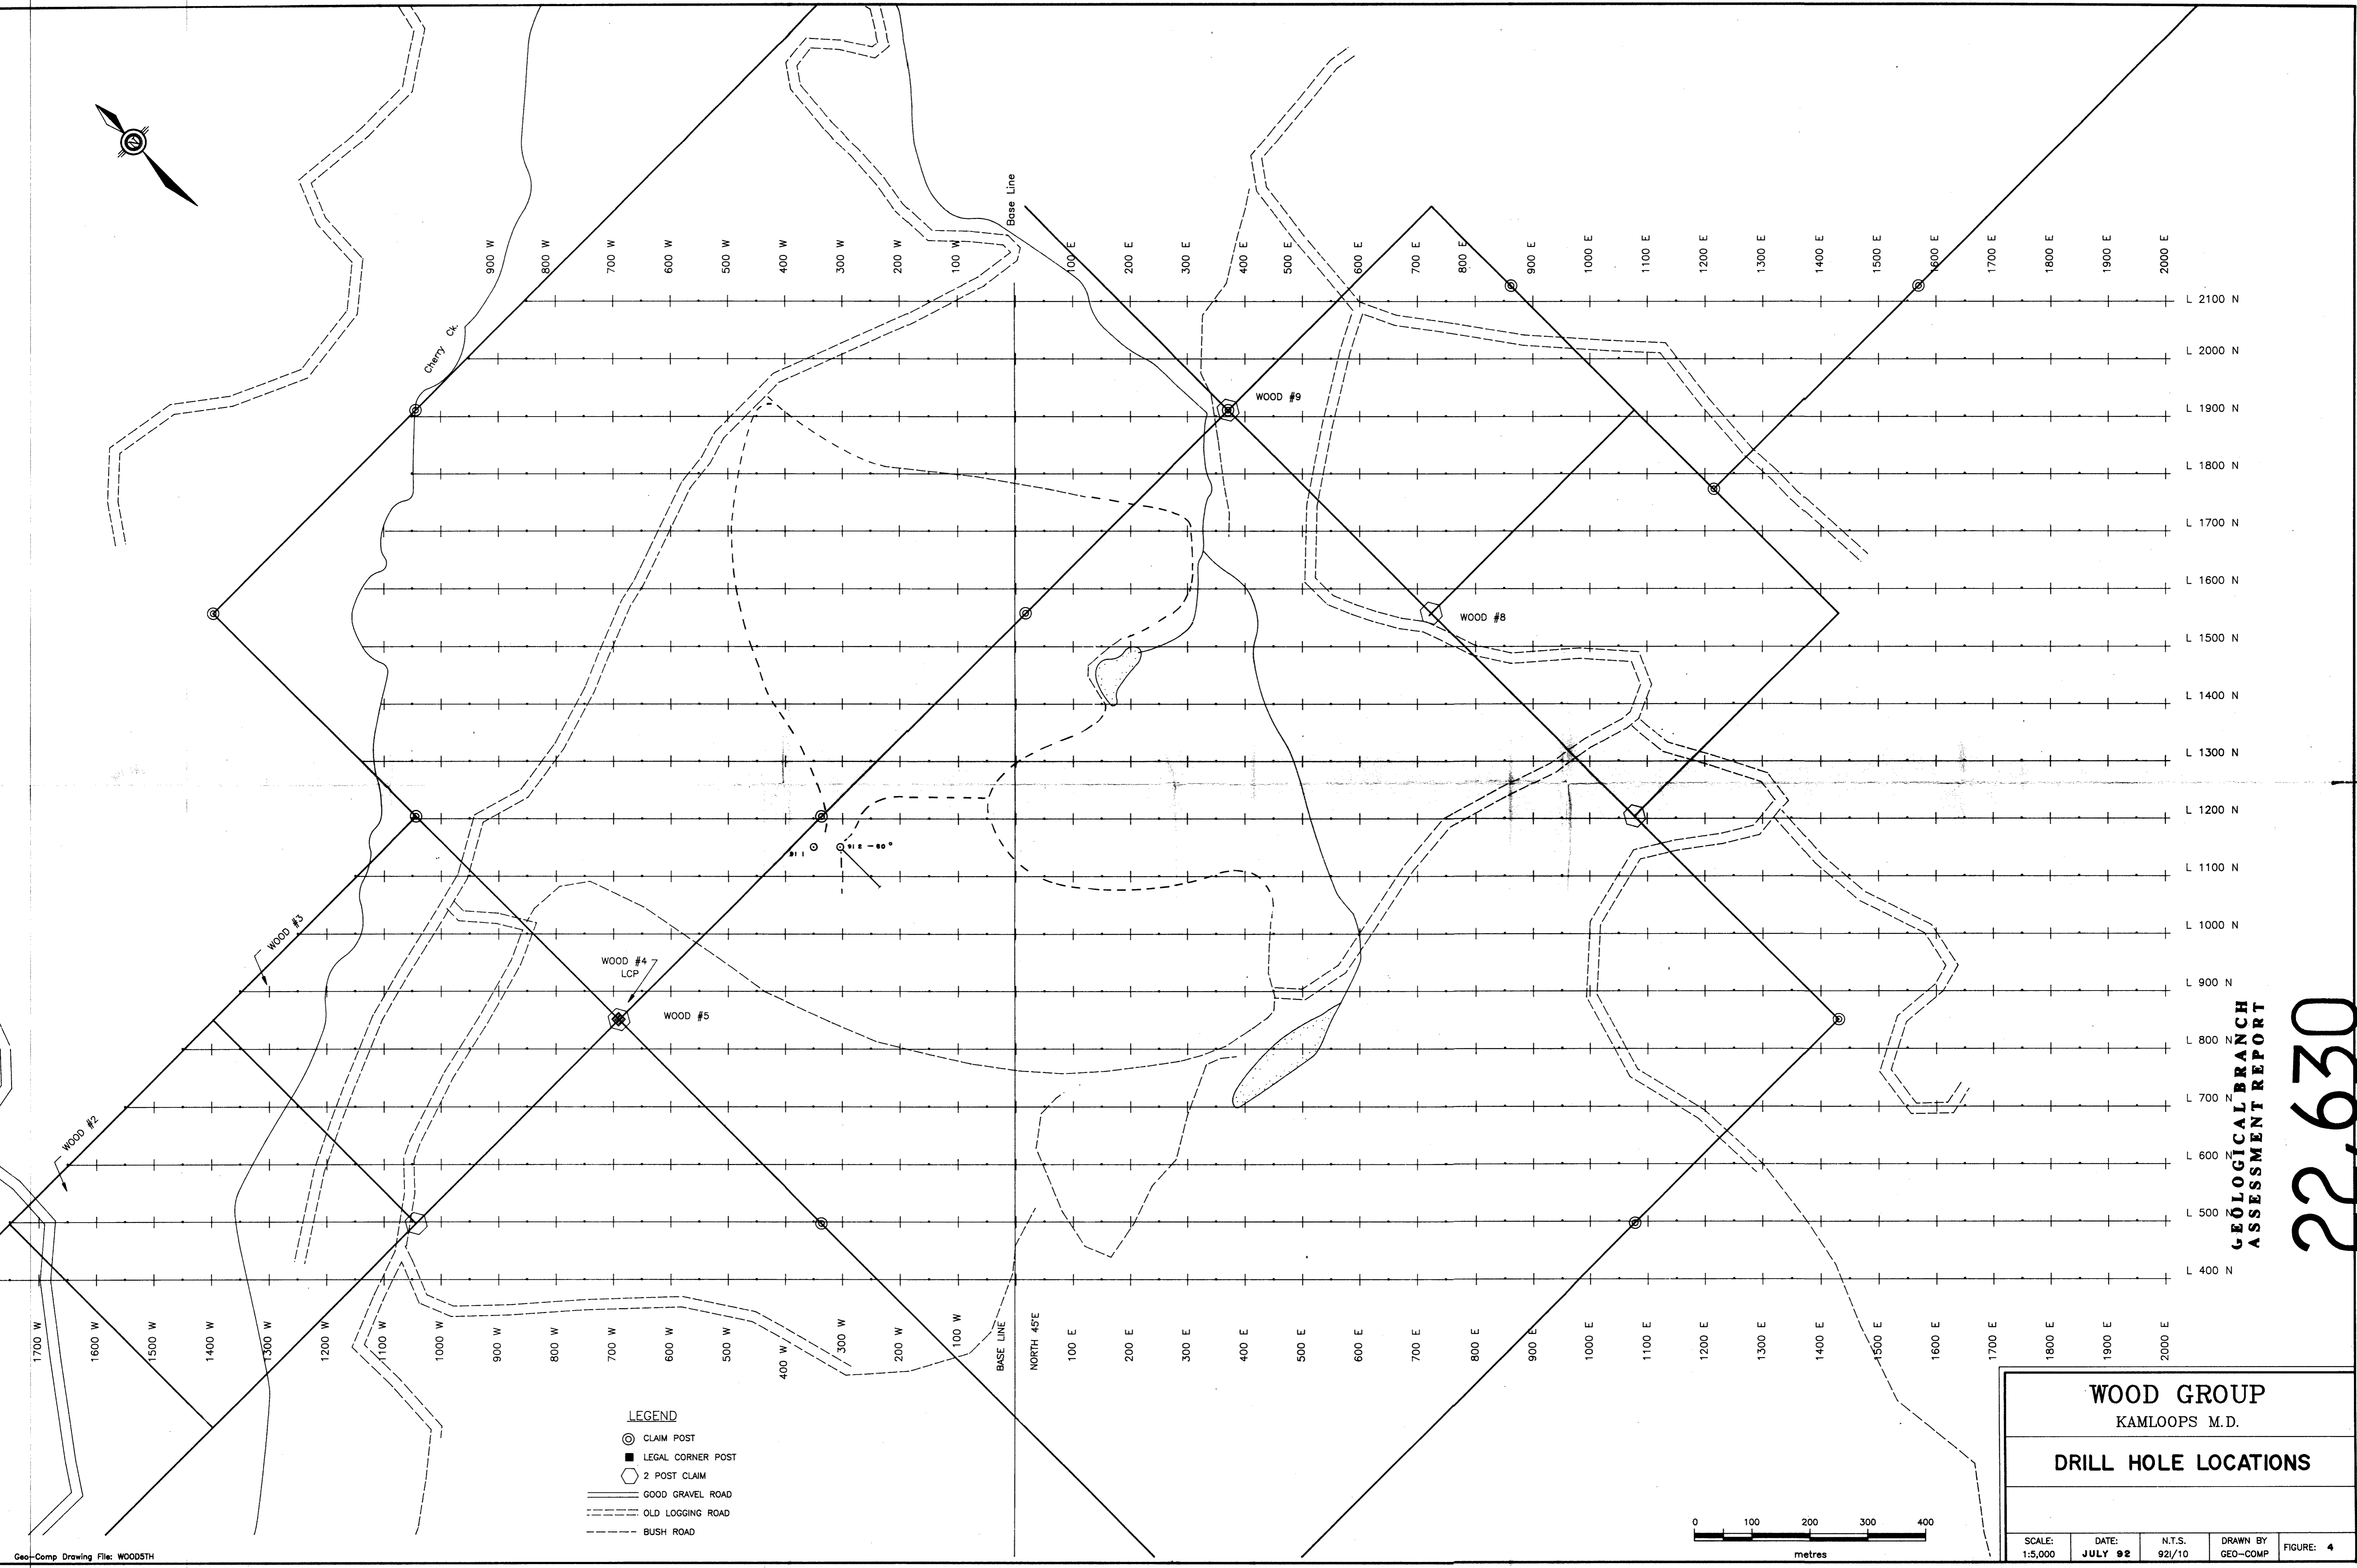 Base Line
900 W
800 W
700 W
600 W
500 W
400 W
300 W
200 W
100 W
100 E
200 E
300 E
400 E
500 E
600 E
700 E
800 E
900 E
1000 E
1100 E
1200 E
1300 E
1400 E
1500 E
1600 E
1700 E
1800 E
1900 E
2000 E
N
L 2100 N
L 2000 N
L 1900 N
L 1800 N
L 1700 N
L 1600 N
L 1500 N
L 1400 N
L 1300 N
L 1200 N
L 1100 N
L 1000 N
L 900 N
L 800 N
L 700 N
L 600 N
L 500 N
L 400 N
Cherry Ck.
WOOD #9
WOOD #8
91 1
91 2 -60°
WOOD #3
WOOD #4
LCP
WOOD #5
WOOD #2
GEOLOGICAL BRANCH
ASSESSMENT REPORT
22,630
1700 W
1600 W
1500 W
1400 W
1300 W
1200 W
1100 W
1000 W
900 W
800 W
700 W
600 W
500 W
400 W
300 W
200 W
100 W
BASE LINE
NORTH 45°E
100 E
200 E
300 E
400 E
500 E
600 E
700 E
800 E
900 E
1000 E
1100 E
1200 E
1300 E
1400 E
1500 E
1600 E
1700 E
1800 E
1900 E
2000 E
LEGEND
CLAIM POST
LEGAL CORNER POST
2 POST CLAIM
GOOD GRAVEL ROAD
OLD LOGGING ROAD
BUSH ROAD
0 100 200 300 400
metres
WOOD GROUP
KAMLOOPS M.D.
DRILL HOLE LOCATIONS
SCALE: 1:5,000
DATE: JULY 92
N.T.S. 92I/10
DRAWN BY GEO-COMP
FIGURE: 4
Geo-Comp Drawing File: WOOD5TH